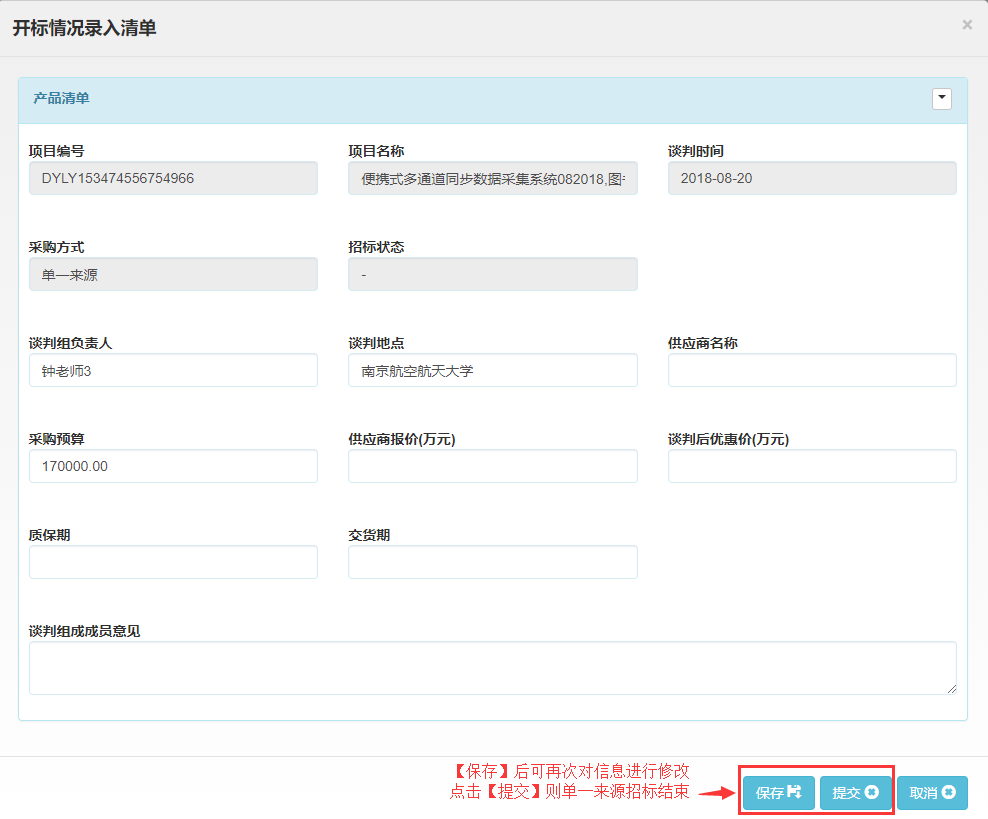 开标情况录入清单
×
产品清单
项目编号
项目名称
谈判时间
DYLY153474556754966
便携式多通道同步数据采集系统082018,图
2018-08-20
采购方式
招标状态
单一来源
-
谈判组负责人
谈判地点
供应商名称
钟老师3
南京航空航天大学
采购预算
供应商报价(万元)
谈判后优惠价(万元)
170000.00
质保期
交货期
谈判组成成员意见
【保存】后可再次对信息进行修改
点击【提交】则单一来源招标结束
保存
提交
取消